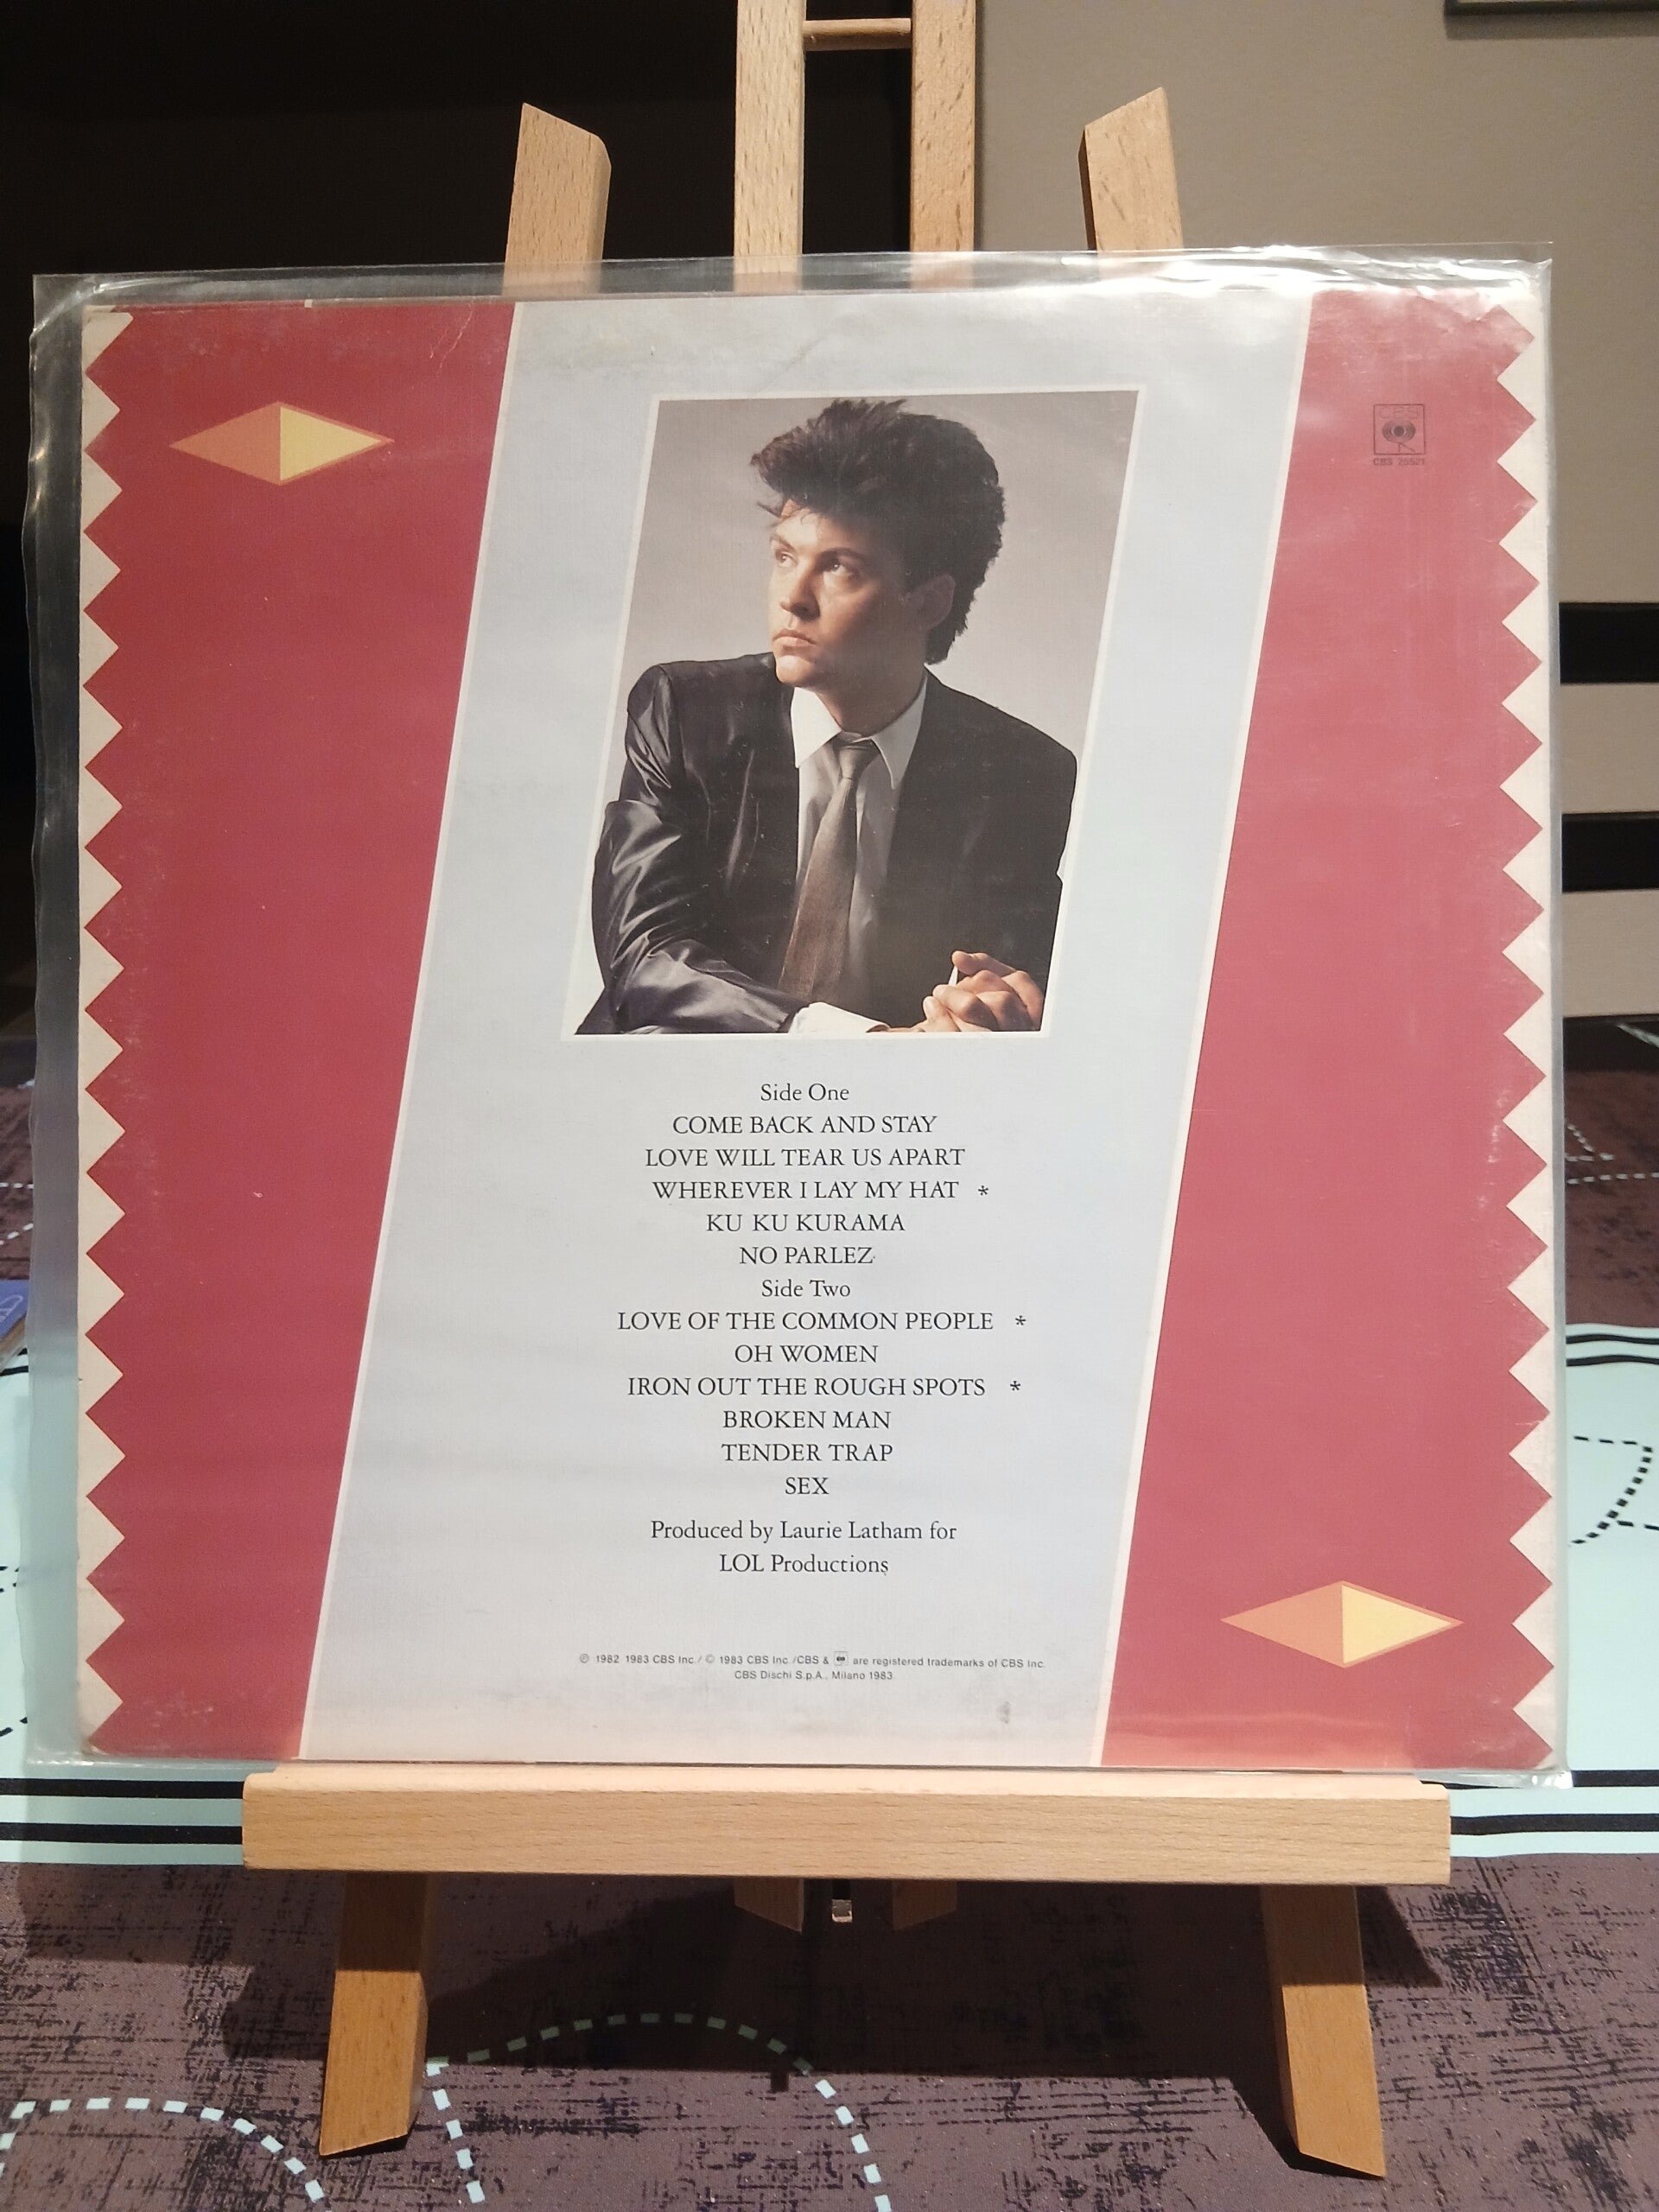 CBS
CBS 25521
Side One
COME BACK AND STAY
LOVE WILL TEAR US APART
WHEREVER I LAY MY HAT *
KU KU KURAMA
NO PARLEZ
Side Two
LOVE OF THE COMMON PEOPLE *
OH WOMEN
IRON OUT THE ROUGH SPOTS *
BROKEN MAN
TENDER TRAP
SEX
Produced by Laurie Latham for
LOL Productions
℗ 1982 1983 CBS Inc./ © 1983 CBS Inc./CBS & are registered trademarks of CBS Inc.
CBS Dischi S.p.A., Milano 1983